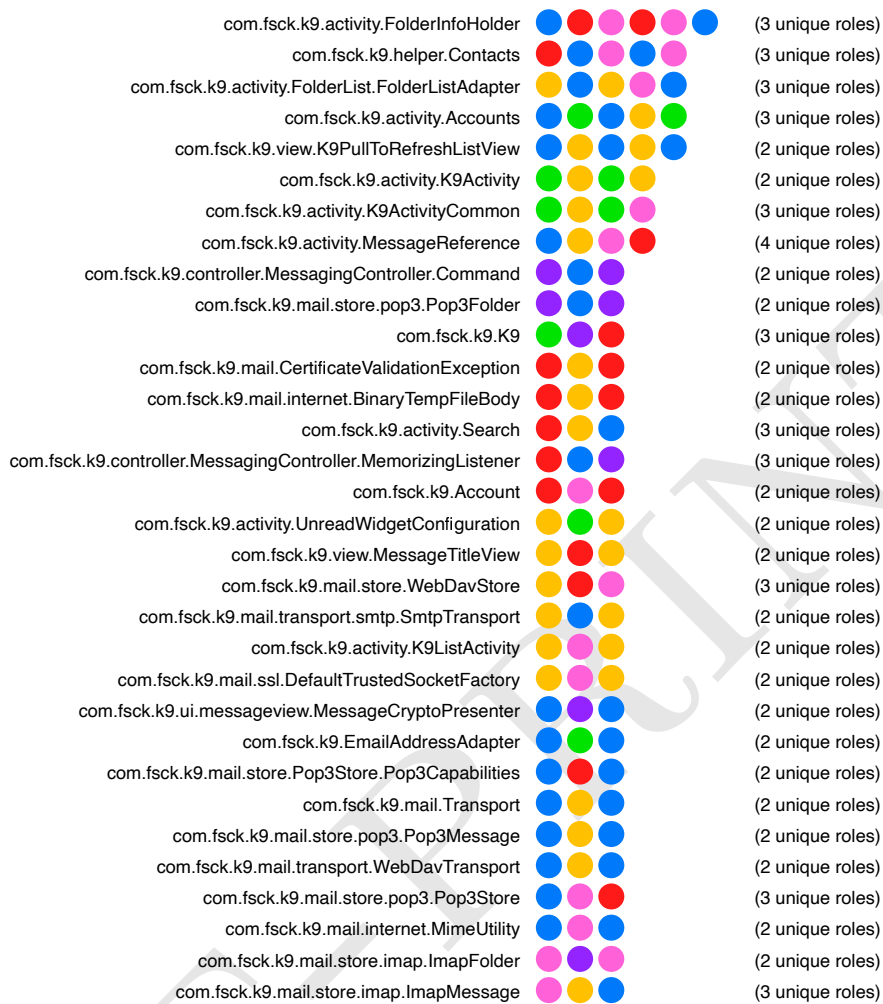 com.fsck.k9.activity.FolderInfoHolder (3 unique roles)
com.fsck.k9.helper.Contacts (3 unique roles)
com.fsck.k9.activity.FolderList.FolderListAdapter (3 unique roles)
com.fsck.k9.activity.Accounts (3 unique roles)
com.fsck.k9.view.K9PullToRefreshListView (2 unique roles)
com.fsck.k9.activity.K9Activity (2 unique roles)
com.fsck.k9.activity.K9ActivityCommon (3 unique roles)
com.fsck.k9.activity.MessageReference (4 unique roles)
com.fsck.k9.controller.MessagingController.Command (2 unique roles)
com.fsck.k9.mail.store.pop3.Pop3Folder (2 unique roles)
com.fsck.k9.K9 (3 unique roles)
com.fsck.k9.mail.CertificateValidationException (2 unique roles)
com.fsck.k9.mail.internet.BinaryTempFileBody (2 unique roles)
com.fsck.k9.activity.Search (3 unique roles)
com.fsck.k9.controller.MessagingController.MemorizingListener (3 unique roles)
com.fsck.k9.Account (2 unique roles)
com.fsck.k9.activity.UnreadWidgetConfiguration (2 unique roles)
com.fsck.k9.view.MessageTitleView (2 unique roles)
com.fsck.k9.mail.store.WebDavStore (3 unique roles)
com.fsck.k9.mail.transport.smtp.SmtpTransport (2 unique roles)
com.fsck.k9.activity.K9ListActivity (2 unique roles)
com.fsck.k9.mail.ssl.DefaultTrustedSocketFactory (2 unique roles)
com.fsck.k9.ui.messageview.MessageCryptoPresenter (2 unique roles)
com.fsck.k9.EmailAddressAdapter (2 unique roles)
com.fsck.k9.mail.store.Pop3Store.Pop3Capabilities (2 unique roles)
com.fsck.k9.mail.Transport (2 unique roles)
com.fsck.k9.mail.store.pop3.Pop3Message (2 unique roles)
com.fsck.k9.mail.transport.WebDavTransport (2 unique roles)
com.fsck.k9.mail.store.pop3.Pop3Store (3 unique roles)
com.fsck.k9.mail.internet.MimeUtility (2 unique roles)
com.fsck.k9.mail.store.imap.ImapFolder (2 unique roles)
com.fsck.k9.mail.store.imap.ImapMessage (3 unique roles)